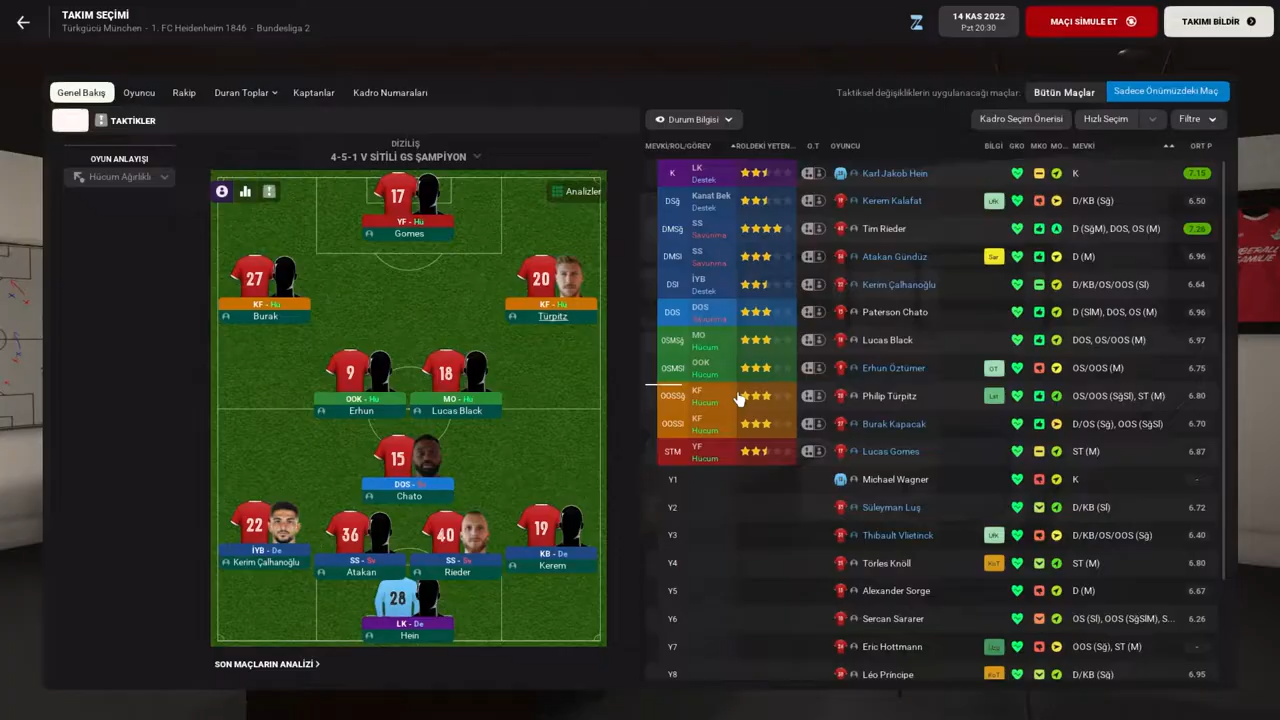 TAKIM SEÇİMİ
Türkgücü München - 1. FC Heidenheim 1846 - Bundesliga 2
14 KAS 2022
Pzt 20:30
MAÇI SİMULE ET
TAKIMI BİLDİR
Genel Bakış
Oyuncu
Rakip
Duran Toplar
Kaptanlar
Kadro Numaraları
Taktiksel değişikliklerin uygulanacağı maçlar:
Bütün Maçlar
Sadece Önümüzdeki Maç
TAKTİKLER
OYUN ANLAYIŞI
Hücum Ağırlıklı
DİZİLİŞ
4-5-1 V SİTİLİ GS ŞAMPİYON
Analizler
17
YF - Hü
Gomes
27
KF - Hü
Burak
20
KF - Hü
Türpitz
9
OOK - Hü
Erhun
18
MO - Hü
Lucas Black
15
DOS - Sa
Chato
22
İYB - De
Kerim Çalhanoğlu
36
SS - Sa
Atakan
40
SS - Sa
Rieder
19
KB - De
Kerem
28
LK - De
Hein
SON MAÇLARIN ANALİZİ
Durum Bilgisi
Kadro Seçim Önerisi
Hızlı Seçim
Filtre
MEVKİ/ROL/GÖREV ROLDEKİ YETEN... O.T OYUNCU BİLGİ GKO MKO MO... MEVKİ ORT P
K LK Destek Karl Jakob Hein K 7.15
DSğ Kanat Bek Destek Kerem Kalafat D/KB (Sğ) 6.50
DMSğ SS Savunma Tim Rieder D (SğM), DOS, OS (M) 7.26
DMSl SS Savunma Atakan Gündüz Sar D (M) 6.96
DSl İYB Destek Kerim Çalhanoğlu D/KB/OS/OOS (Sl) 6.64
DOS DOS Paterson Chato D (SlM), DOS, OS (M) 6.96
OSMSğ MO Hücum Lucas Black DOS, OS/OOS (M) 6.97
OSMSl OOK Hücum Erhun Öztümer OT OS/OOS (M) 6.75
OOSSğ KF Hücum Philip Türpitz Lst OS/OOS (SğSl), ST (M) 6.80
OOSSl KF Hücum Burak Kapacak D/OS (Sğ), OOS (SğSl) 6.70
STM YF Hücum Lucas Gomes ST (M) 6.87
Y1 Michael Wagner K -
Y2 Süleyman Luş D/KB (Sl) 6.72
Y3 Thibault Vlietinck D/KB/OS/OOS (Sğ) 6.40
Y4 Törles Knöll ST (M) 6.80
Y5 Alexander Sorge D (M) 6.67
Y6 Sercan Sararer OS (Sl), OOS (SğSlM), S... 6.26
Y7 Eric Hottmann OOS (Sğ), ST (M) -
Y8 Léo Principe D/KB (Sğ) 6.95